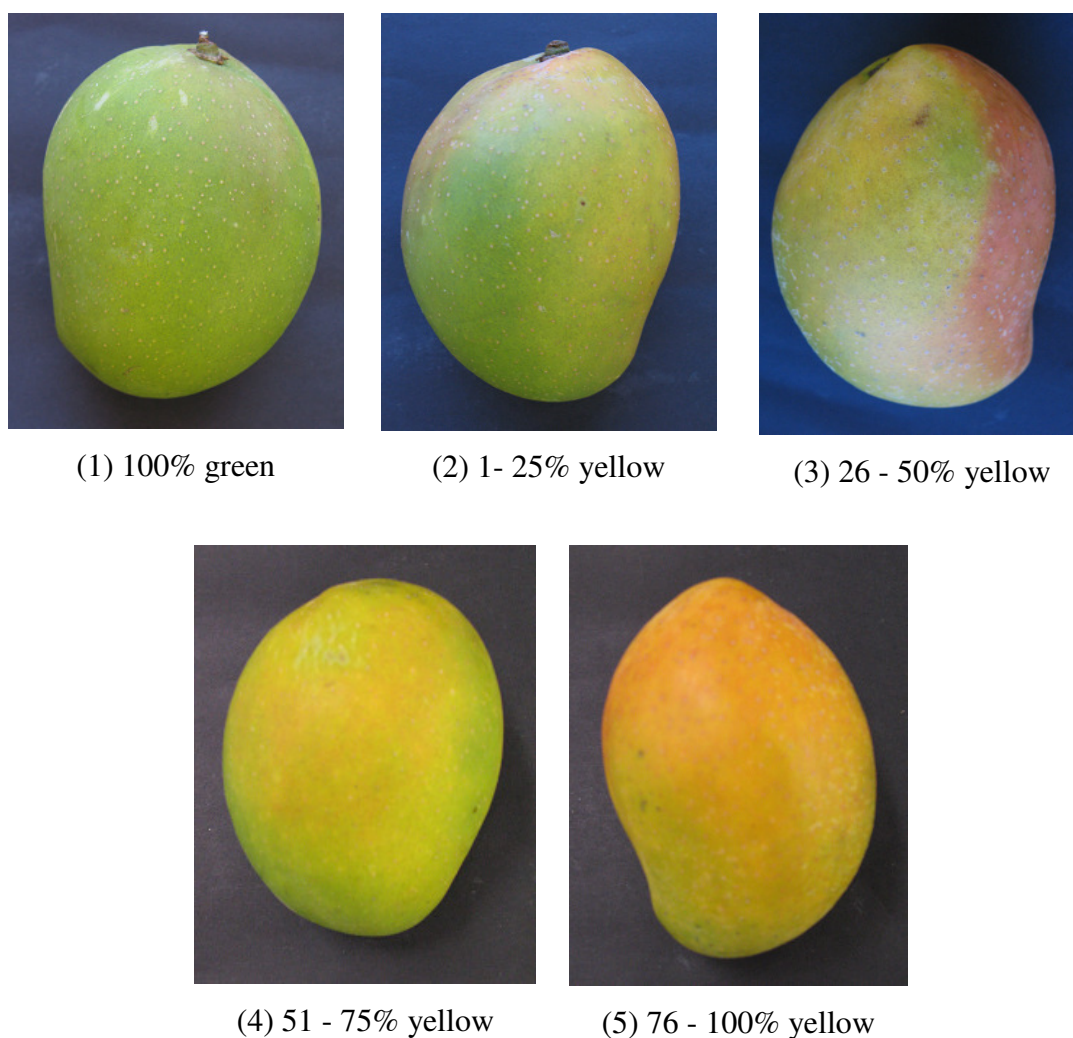 (1) 100% green
(2) 1- 25% yellow
(3) 26 - 50% yellow
(4) 51 - 75% yellow
(5) 76 - 100% yellow